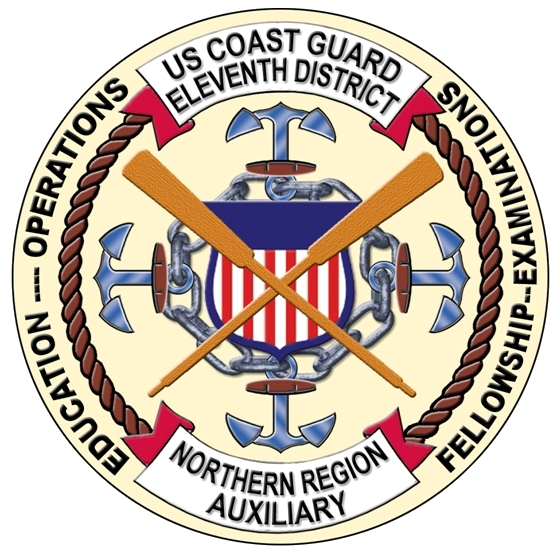 US COAST GUARD
ELEVENTH DISTRICT
EDUCATION ---- OPERATIONS
FELLOWSHIP--EXAMINATIONS
NORTHERN REGION
AUXILIARY